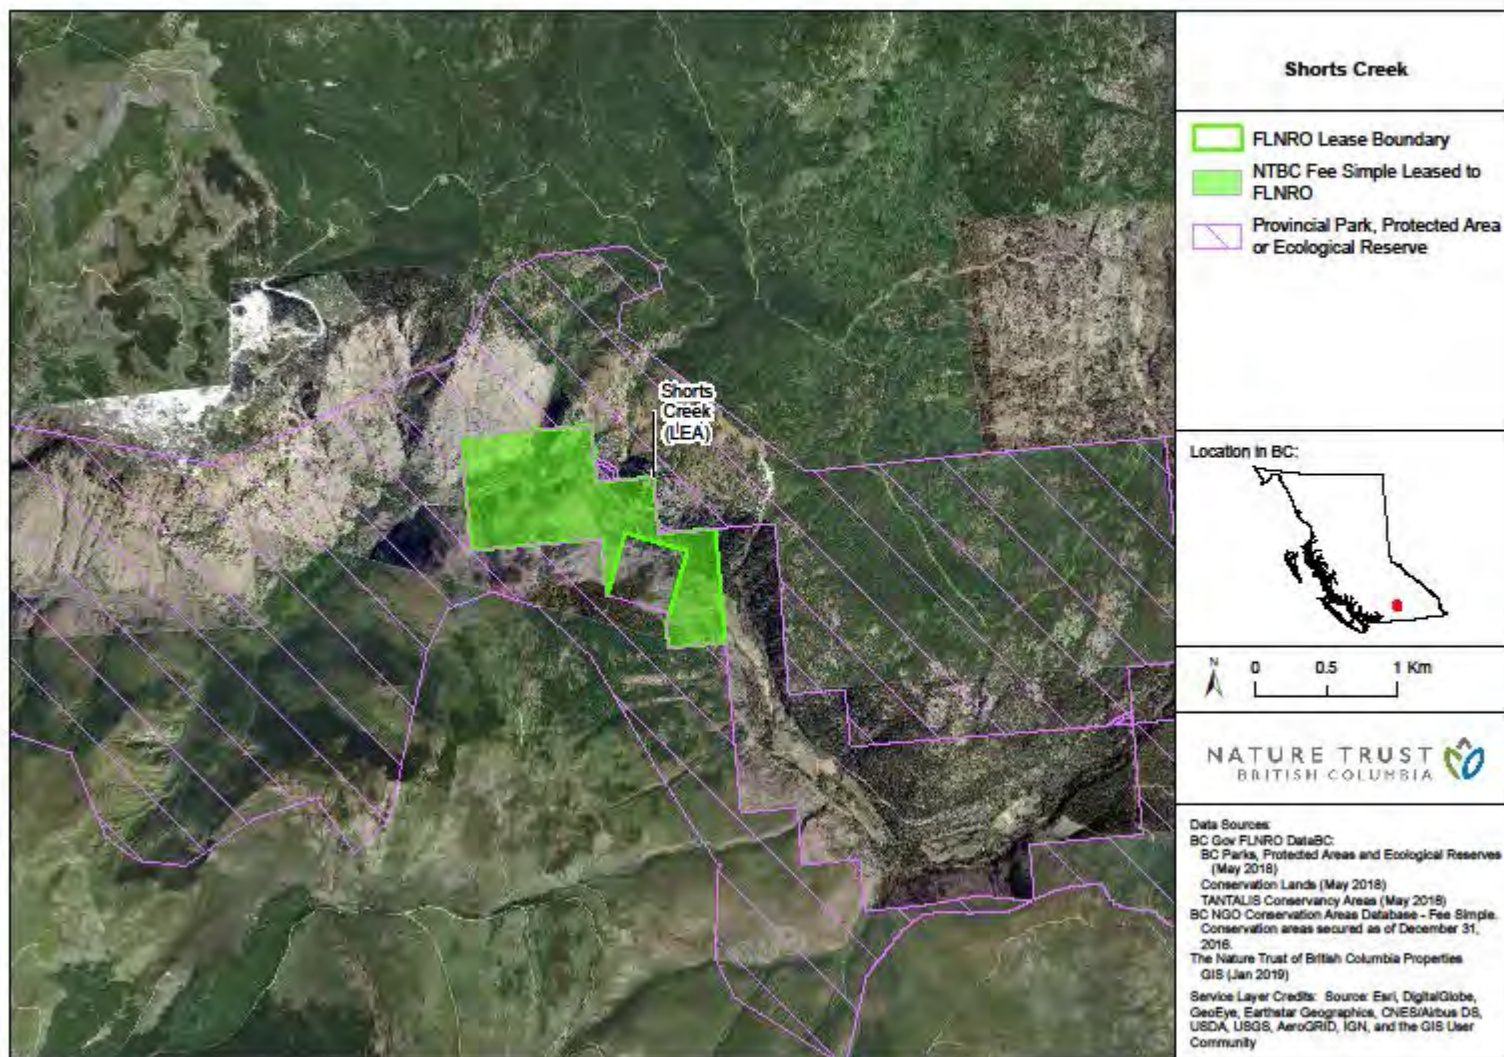 Shorts Creek
FLNRO Lease Boundary
NTBC Fee Simple Leased to
FLNRO
Provincial Park, Protected Area
or Ecological Reserve
Shorts
Creek
(LEA)
Location in BC:
N
0 0.5 1 Km
NATURE TRUST
BRITISH COLUMBIA
Data Sources:
BC Gov FLNRO DataBC:
BC Parks, Protected Areas and Ecological Reserves
(May 2018)
Conservation Lands (May 2018)
TANTALIS Conservancy Areas (May 2018)
BC NGO Conservation Areas Database - Fee Simple.
Conservation areas secured as of December 31,
2016.
The Nature Trust of British Columbia Properties
GIS (Jan 2019)
Service Layer Credits: Source: Esri, DigitalGlobe,
GeoEye, Earthstar Geographics, CNES/Airbus DS,
USDA, USGS, AeroGRID, IGN, and the GIS User
Community